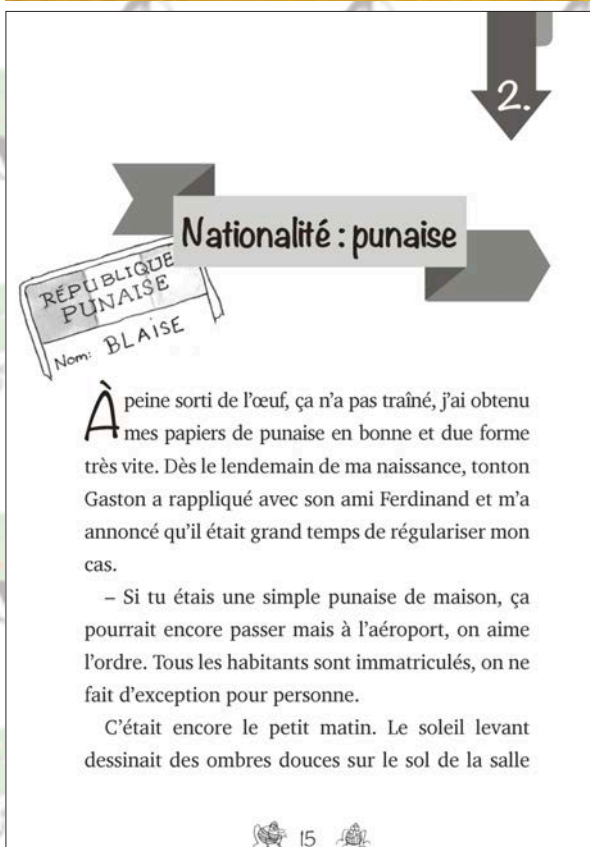 2.
Nationalité : punaise
RÉPUBLIQUE
PUNAISE
Nom: BLAISE
À peine sorti de l'œuf, ça n'a pas traîné, j'ai obtenu
mes papiers de punaise en bonne et due forme
très vite. Dès le lendemain de ma naissance, tonton
Gaston a rappliqué avec son ami Ferdinand et m'a
annoncé qu'il était grand temps de régulariser mon
cas.
– Si tu étais une simple punaise de maison, ça
pourrait encore passer mais à l'aéroport, on aime
l'ordre. Tous les habitants sont immatriculés, on ne
fait d'exception pour personne.
C'était encore le petit matin. Le soleil levant
dessinait des ombres douces sur le sol de la salle
15